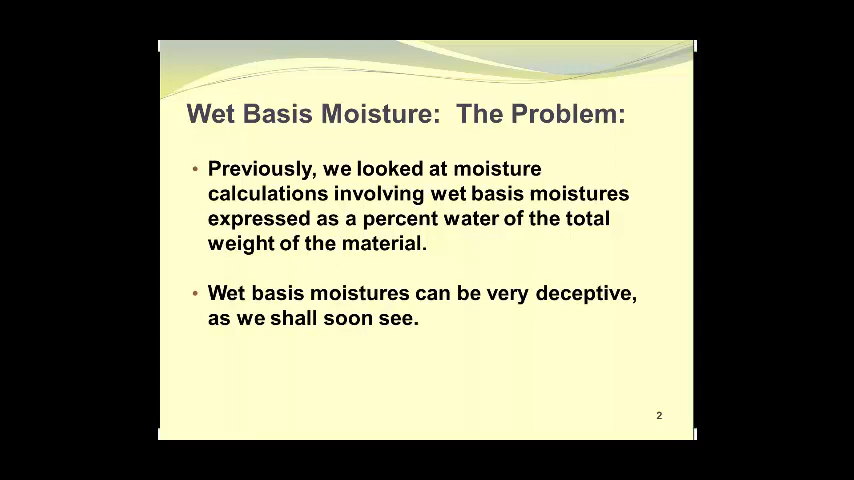 Wet Basis Moisture:  The Problem:
• Previously, we looked at moisture
calculations involving wet basis moistures
expressed as a percent water of the total
weight of the material.
• Wet basis moistures can be very deceptive,
as we shall soon see.
2